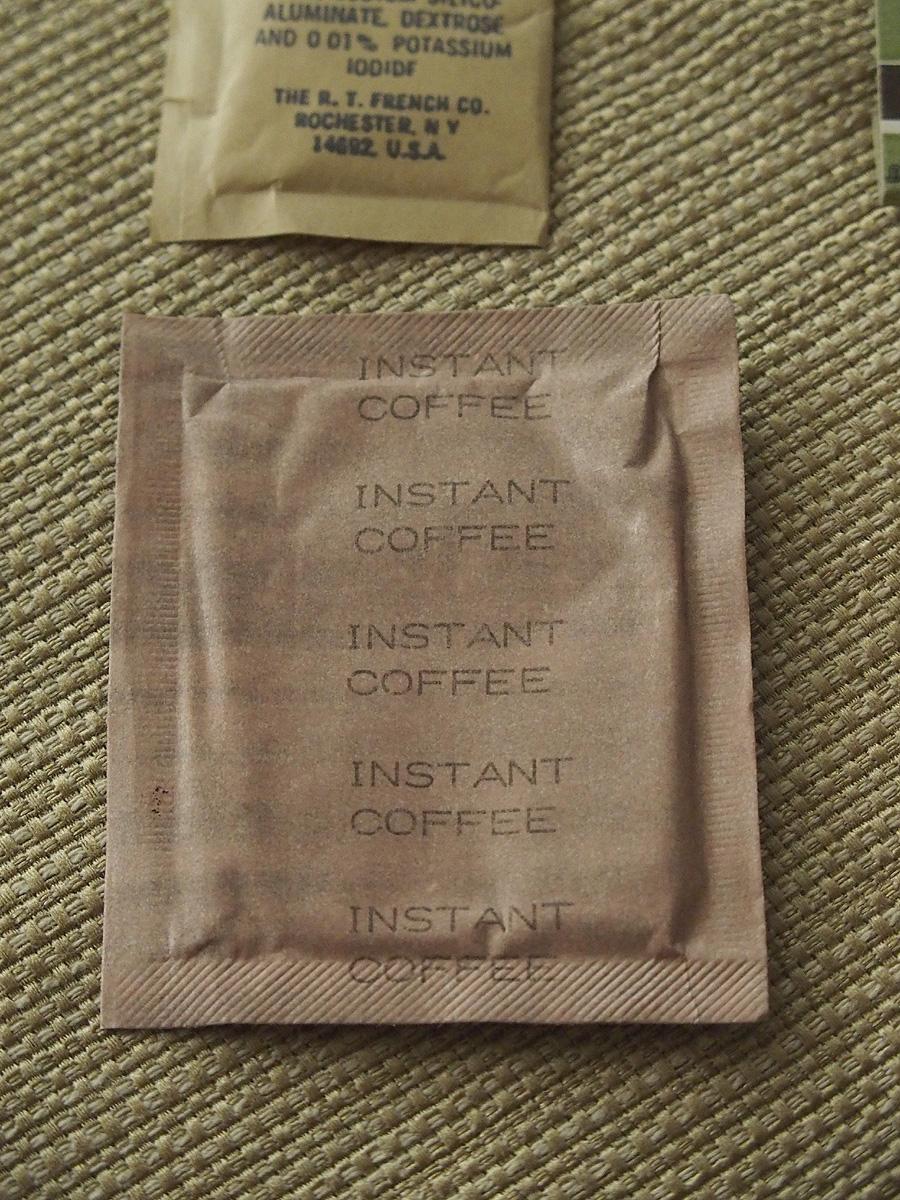 ALUMINATE, DEXTROSE
AND 0 01% POTASSIUM
IODIDE
THE R. T. FRENCH CO.
ROCHESTER, N Y
14692, U.S.A.
INSTANT
COFFEE
INSTANT
COFFEE
INSTANT
COFFEE
INSTANT
COFFEE
INSTANT
COFFEE